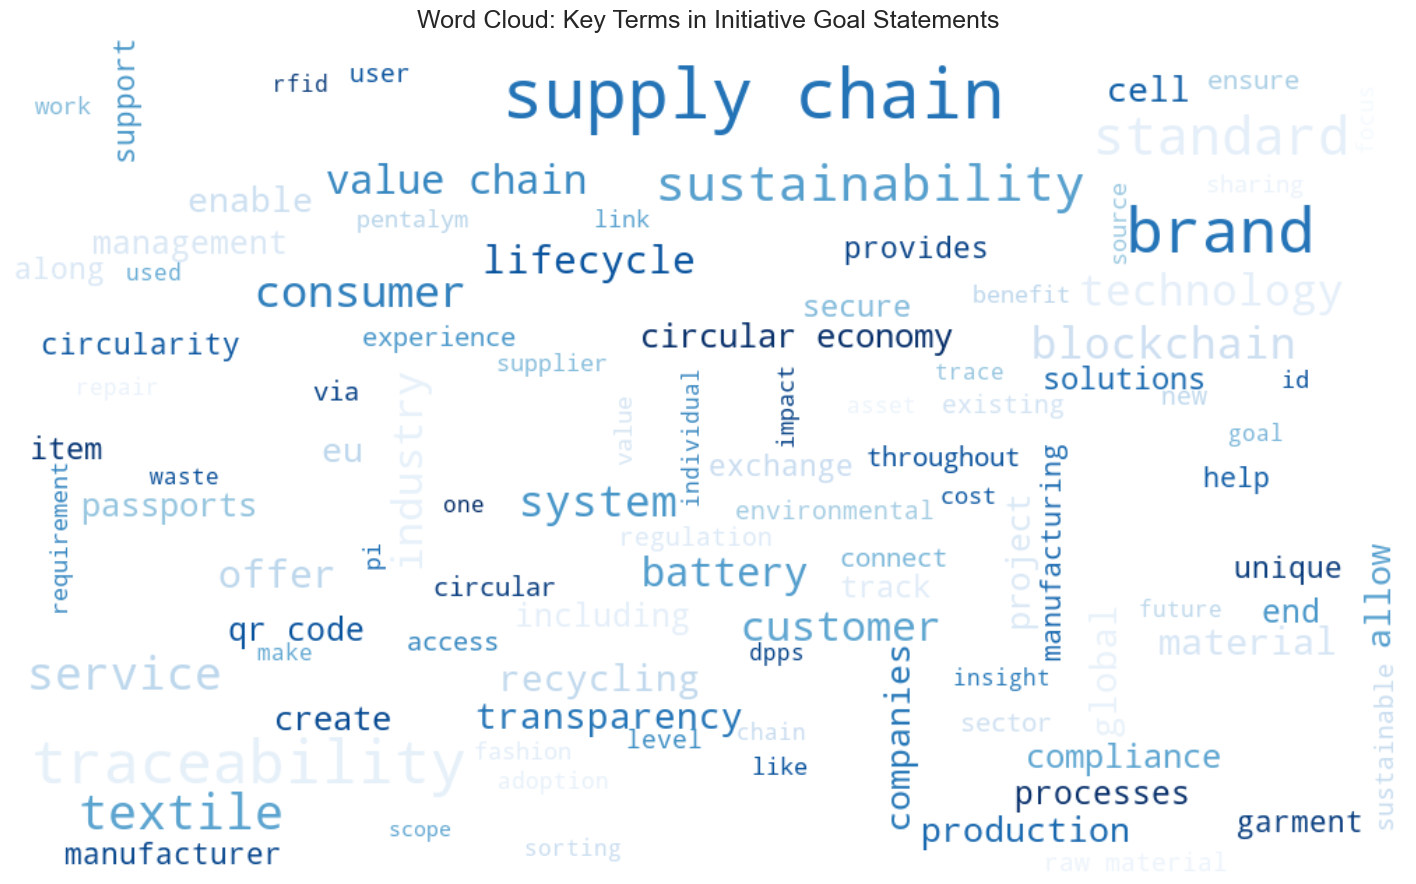 Word Cloud: Key Terms in Initiative Goal Statements
support
rfid
user
work
supply chain
cell
ensure
standard
focus
value chain
sustainability
enable
pentalym
link
source
sharing
brand
management
lifecycle
provides
along
used
consumer
secure
benefit
technology
circularity
experience
circular economy
blockchain
supplier
repair
via
industry
value
individual
impact
trace
asset
existing
solutions
new
id
item
eu
exchange
throughout
goal
waste
requirement
passports
one
system
environmental
cost
help
manufacturing
project
regulation
pi
offer
circular
battery
connect
track
unique
allow
including
customer
future
end
qr code
make
access
dpps
material
global
service
recycling
companies
insight
sustainable
create
transparency
level
chain
sector
traceability
fashion
adoption
like
compliance
processes
textile
scope
production
garment
manufacturer
sorting
raw material